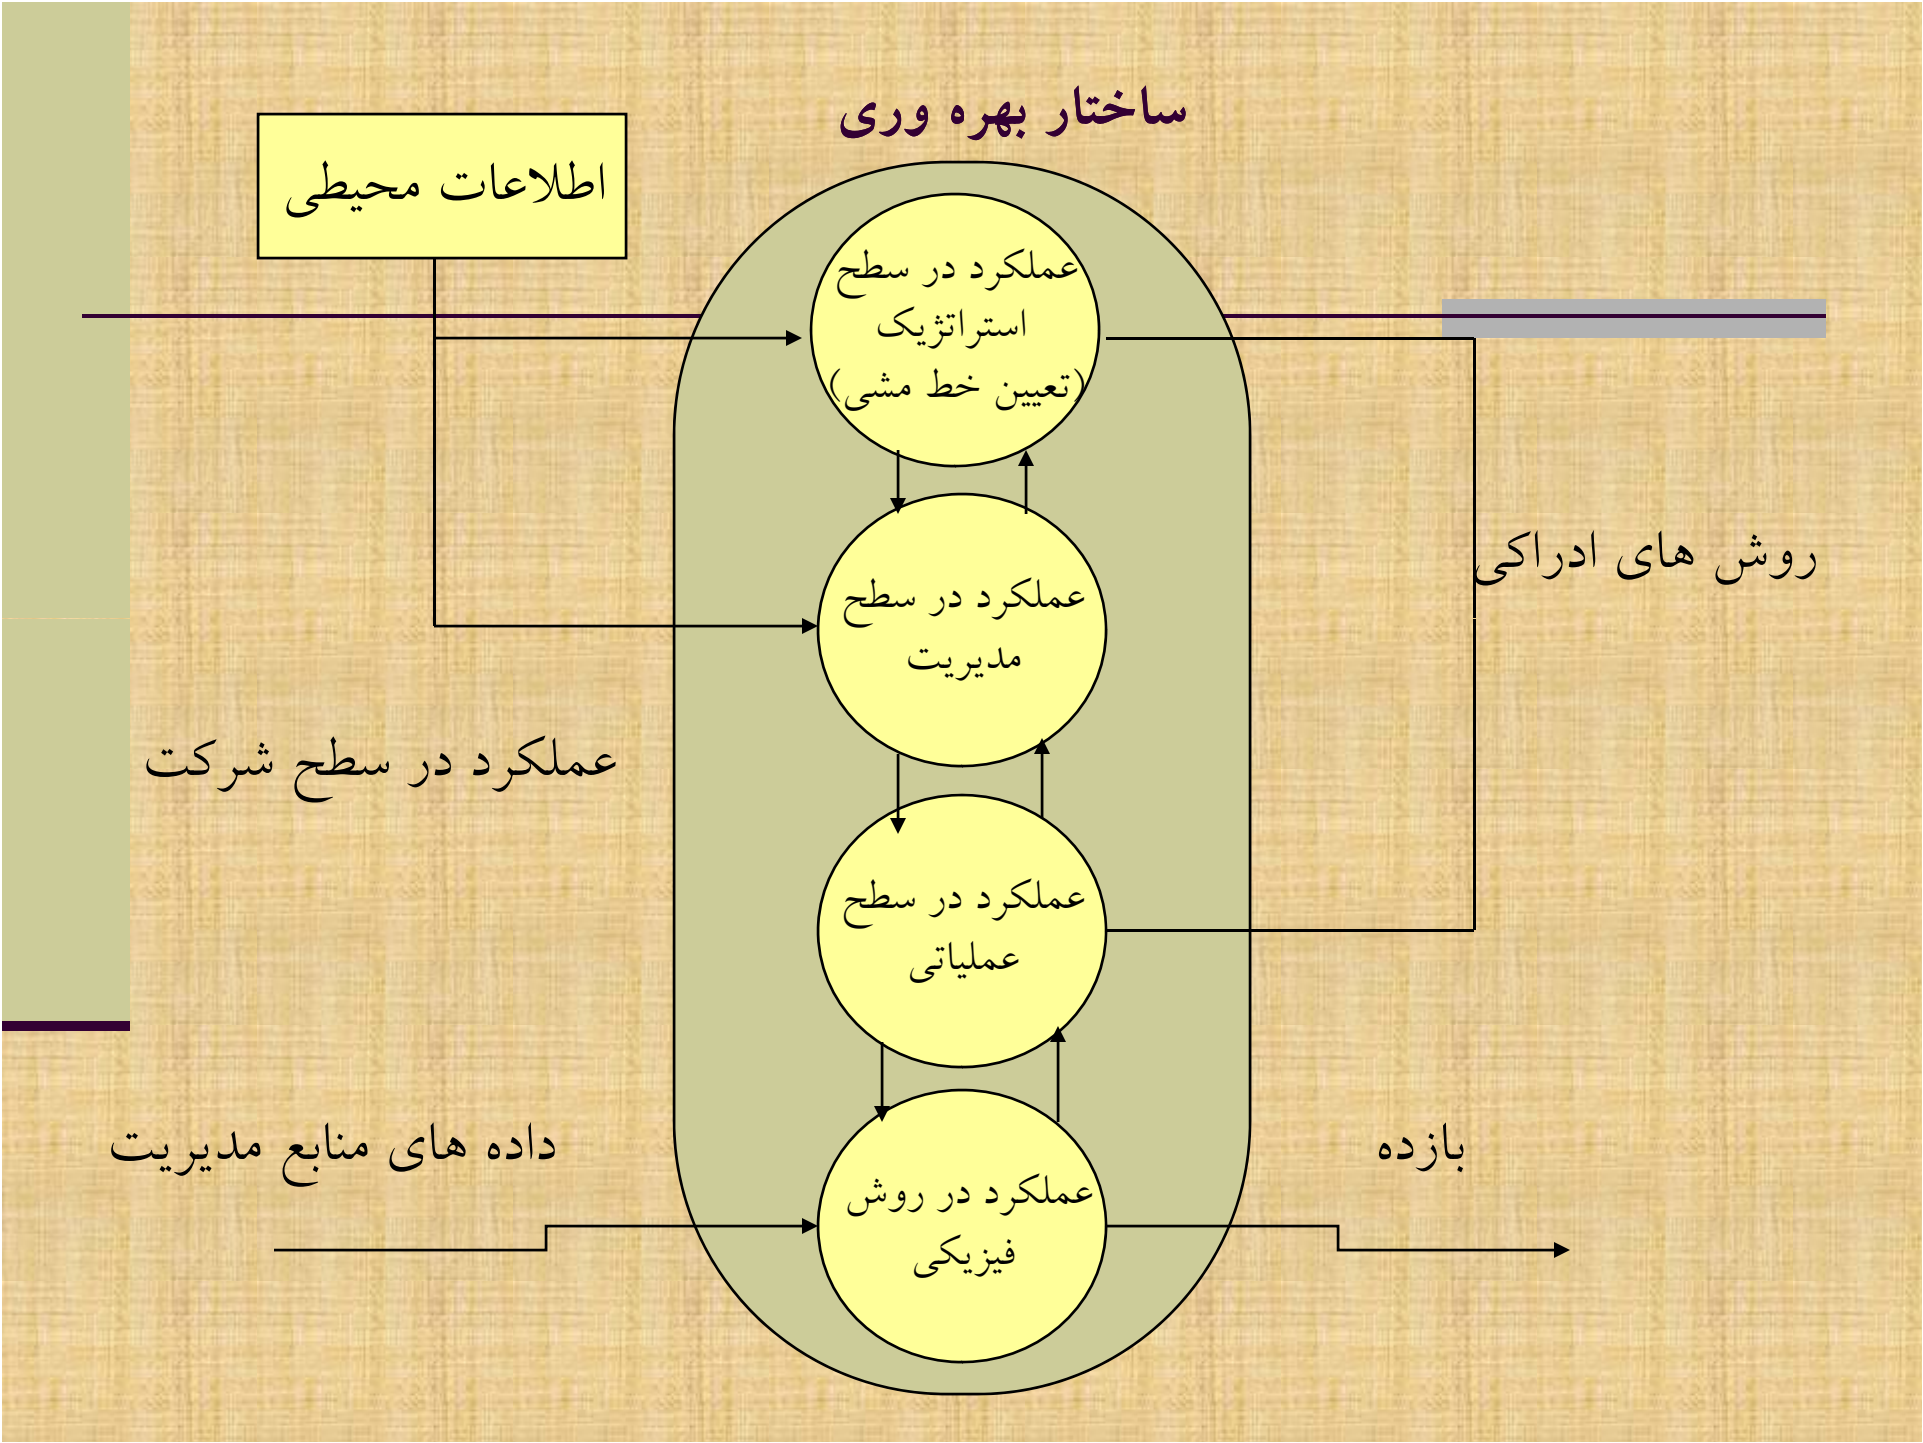 ساختار بهره وری
اطلاعات محیطی
عملکرد در سطح
استراتژیک
(تعیین خط مشی)
روش های ادراکی
عملکرد در سطح
مدیریت
عملکرد در سطح شرکت
عملکرد در سطح
عملیاتی
داده های منابع مدیریت
بازده
عملکرد در روش
فیزیکی